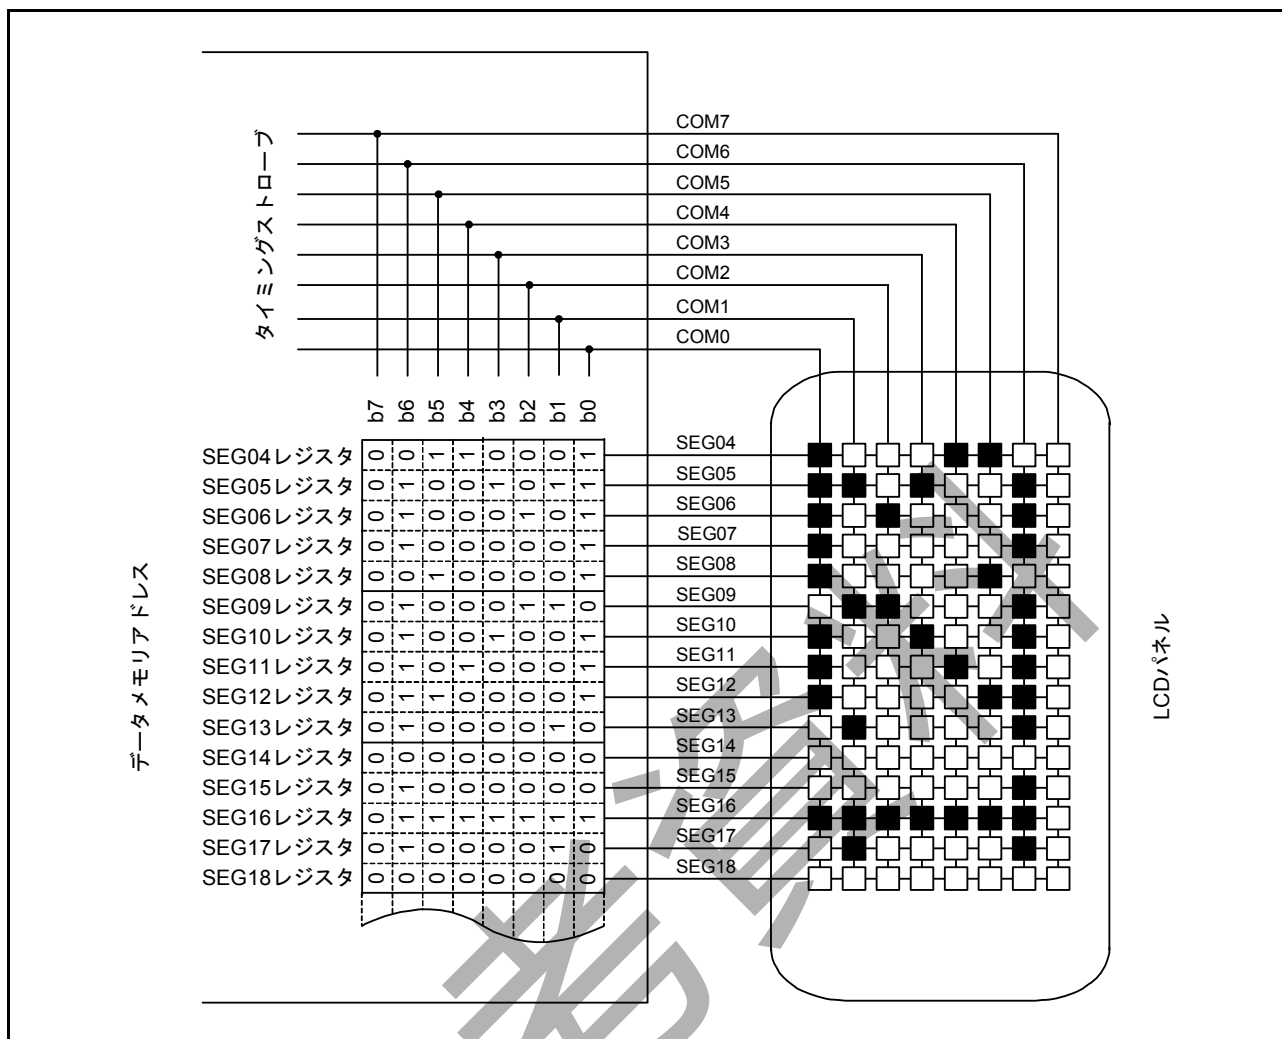 COM7
COM6
COM5
COM4
COM3
COM2
COM1
COM0
タイミングストローブ
b7 b6 b5 b4 b3 b2 b1 b0
SEG04レジスタ 0 0 1 1 0 0 0 1 SEG04
SEG05レジスタ 0 1 0 0 1 0 1 1 SEG05
SEG06レジスタ 0 1 0 0 0 1 0 1 SEG06
SEG07レジスタ 0 1 0 0 0 0 0 1 SEG07
SEG08レジスタ 0 0 1 0 0 0 0 1 SEG08
SEG09レジスタ 0 1 0 0 0 1 1 0 SEG09
SEG10レジスタ 0 1 0 0 1 0 0 1 SEG10
SEG11レジスタ 0 1 0 1 0 0 0 1 SEG11
SEG12レジスタ 0 1 1 0 0 0 0 1 SEG12
SEG13レジスタ 0 1 0 0 0 0 1 0 SEG13
SEG14レジスタ 0 0 0 0 0 0 0 0 SEG14
SEG15レジスタ 0 1 0 0 0 0 0 0 SEG15
SEG16レジスタ 0 1 1 1 1 1 1 1 SEG16
SEG17レジスタ 0 1 0 0 0 0 1 0 SEG17
SEG18レジスタ 0 0 0 0 0 0 0 0 SEG18
データメモリアドレス
LCDパネル
考資料